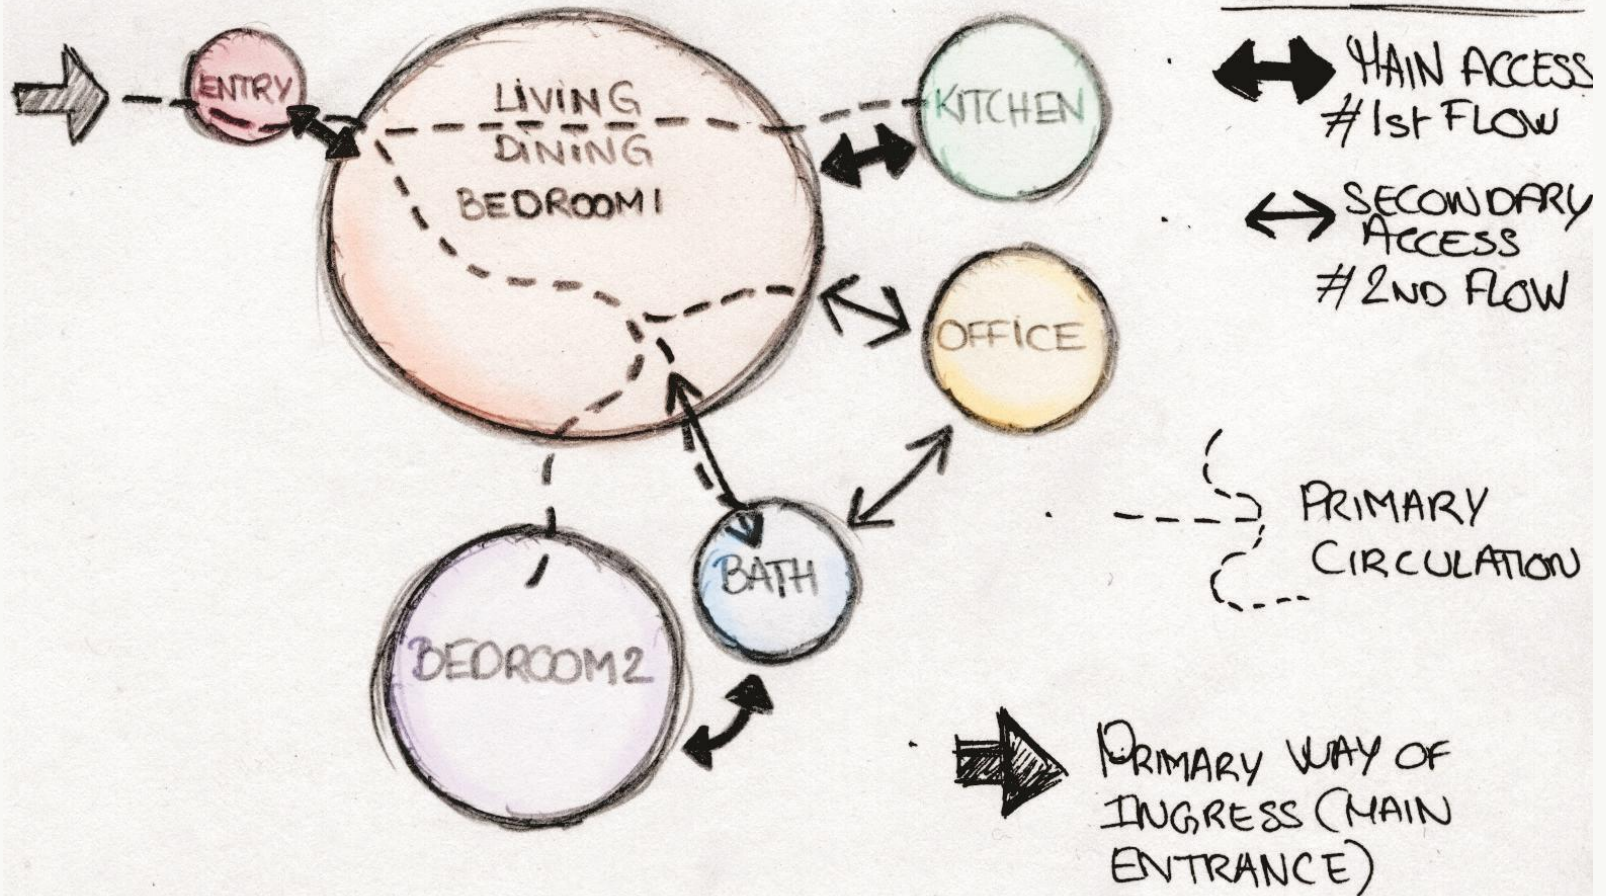 ENTRY
LIVING
DINING
BEDROOM1
KITCHEN
OFFICE
BATH
BEDROOM2
MAIN ACCESS
#1st FLOW
SECONDARY
ACCESS
#2ND FLOW
PRIMARY
CIRCULATION
PRIMARY WAY OF
INGRESS (MAIN
ENTRANCE)